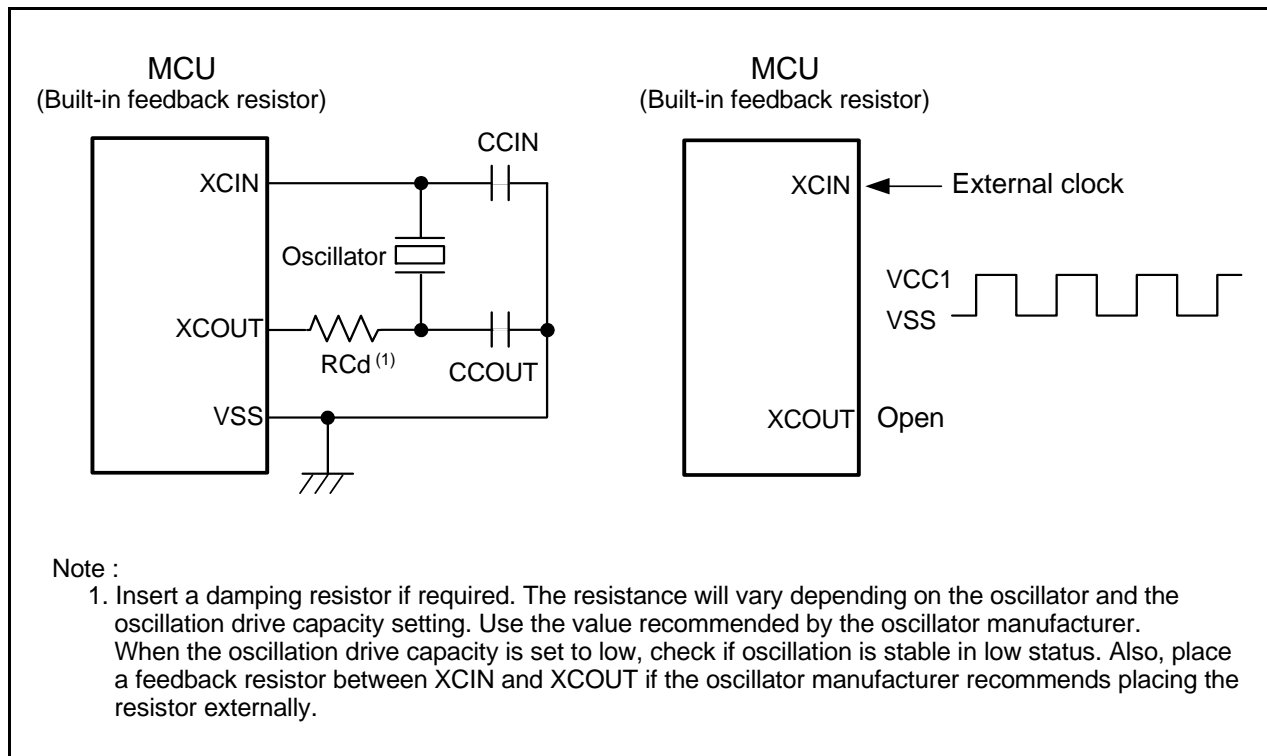 MCU
(Built-in feedback resistor)
XCIN
CCIN
Oscillator
XCOUT
RCd (1)
CCOUT
VSS
MCU
(Built-in feedback resistor)
XCIN
External clock
VCC1
VSS
XCOUT
Open
Note :
1. Insert a damping resistor if required. The resistance will vary depending on the oscillator and the
oscillation drive capacity setting. Use the value recommended by the oscillator manufacturer.
When the oscillation drive capacity is set to low, check if oscillation is stable in low status. Also, place
a feedback resistor between XCIN and XCOUT if the oscillator manufacturer recommends placing the
resistor externally.